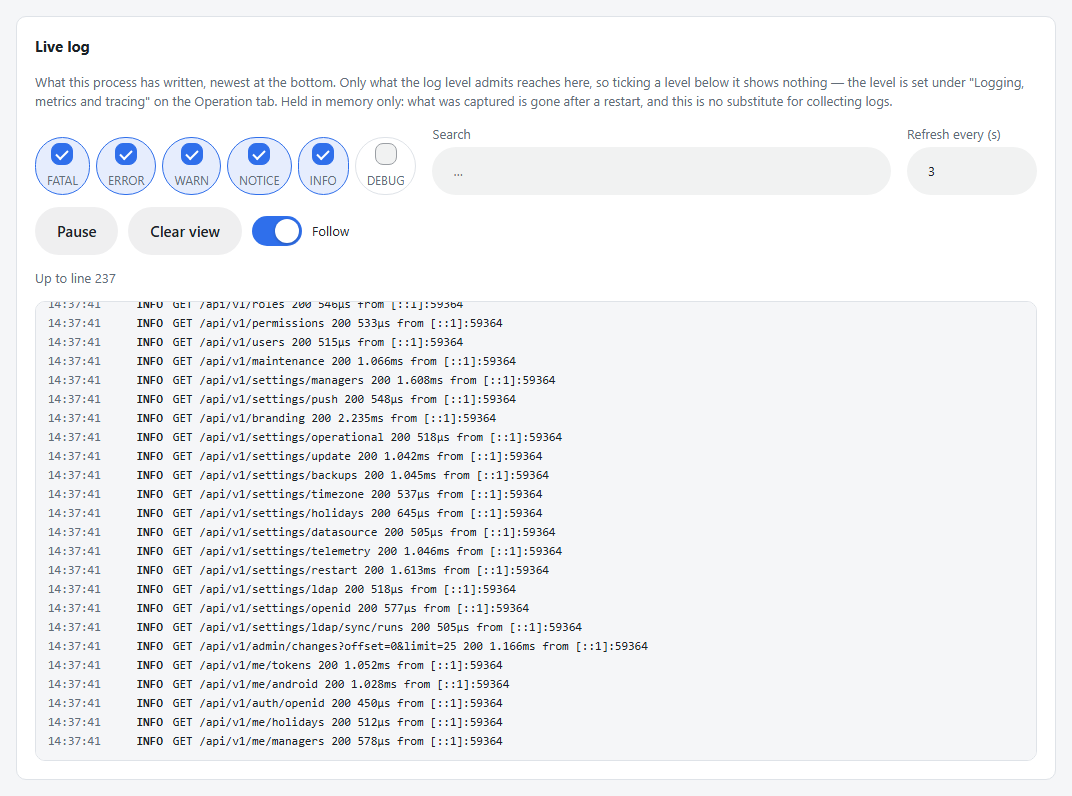 Live log
What this process has written, newest at the bottom. Only what the log level admits reaches here, so ticking a level below it shows nothing — the level is set under "Logging,
metrics and tracing" on the Operation tab. Held in memory only: what was captured is gone after a restart, and this is no substitute for collecting logs.
Search
Refresh every (s)
FATAL ERROR WARN NOTICE INFO DEBUG
...
3
Pause Clear view Follow
Up to line 237
14:37:41 INFO GET /api/v1/roles 200 546µs from [::1]:59364
14:37:41 INFO GET /api/v1/permissions 200 533µs from [::1]:59364
14:37:41 INFO GET /api/v1/users 200 515µs from [::1]:59364
14:37:41 INFO GET /api/v1/maintenance 200 1.066ms from [::1]:59364
14:37:41 INFO GET /api/v1/settings/managers 200 1.608ms from [::1]:59364
14:37:41 INFO GET /api/v1/settings/push 200 548µs from [::1]:59364
14:37:41 INFO GET /api/v1/branding 200 2.235ms from [::1]:59364
14:37:41 INFO GET /api/v1/settings/operational 200 518µs from [::1]:59364
14:37:41 INFO GET /api/v1/settings/update 200 1.042ms from [::1]:59364
14:37:41 INFO GET /api/v1/settings/backups 200 1.045ms from [::1]:59364
14:37:41 INFO GET /api/v1/settings/timezone 200 537µs from [::1]:59364
14:37:41 INFO GET /api/v1/settings/holidays 200 645µs from [::1]:59364
14:37:41 INFO GET /api/v1/settings/datasource 200 505µs from [::1]:59364
14:37:41 INFO GET /api/v1/settings/telemetry 200 1.046ms from [::1]:59364
14:37:41 INFO GET /api/v1/settings/restart 200 1.613ms from [::1]:59364
14:37:41 INFO GET /api/v1/settings/ldap 200 518µs from [::1]:59364
14:37:41 INFO GET /api/v1/settings/openid 200 577µs from [::1]:59364
14:37:41 INFO GET /api/v1/settings/ldap/sync/runs 200 505µs from [::1]:59364
14:37:41 INFO GET /api/v1/admin/changes?offset=0&limit=25 200 1.166ms from [::1]:59364
14:37:41 INFO GET /api/v1/me/tokens 200 1.052ms from [::1]:59364
14:37:41 INFO GET /api/v1/me/android 200 1.028ms from [::1]:59364
14:37:41 INFO GET /api/v1/auth/openid 200 450µs from [::1]:59364
14:37:41 INFO GET /api/v1/me/holidays 200 512µs from [::1]:59364
14:37:41 INFO GET /api/v1/me/managers 200 578µs from [::1]:59364